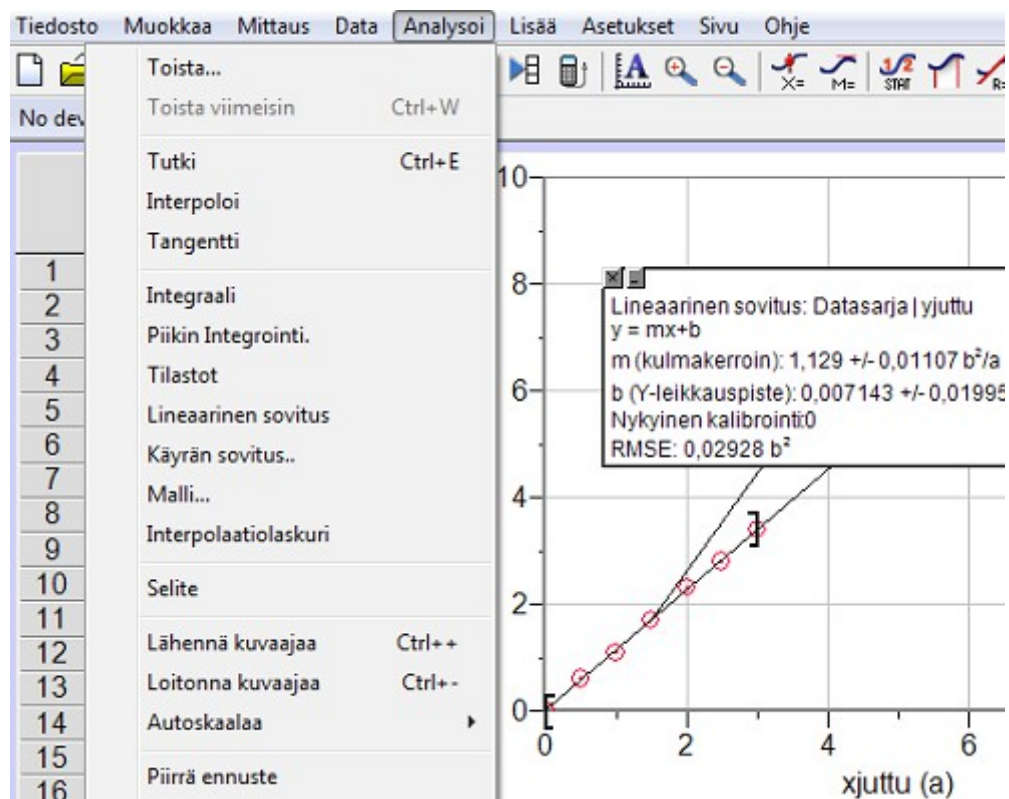 Tiedosto Muokkaa Mittaus Data Analysoi Lisää Asetukset Sivu Ohje
X= M= 1/2 STAT R=
No dev
Toista...
Toista viimeisin Ctrl+W
Tutki Ctrl+E
Interpoloi
Tangentti
Integraali
Piikin Integrointi.
Tilastot
Lineaarinen sovitus
Käyrän sovitus..
Malli...
Interpolaatiolaskuri
Selite
Lähennä kuvaajaa Ctrl++
Loitonna kuvaajaa Ctrl+-
Autoskaalaa
Piirrä ennuste
1
2
3
4
5
6
7
8
9
10
11
12
13
14
15
16
10
8
6
4
2
0
Lineaarinen sovitus: Datasarja | yjuttu
y = mx+b
m (kulmakerroin): 1,129 +/- 0,01107 b²/a
b (Y-leikkauspiste): 0,007143 +/- 0,01995
Nykyinen kalibrointi:0
RMSE: 0,02928 b²
0 2 4 6
xjuttu (a)